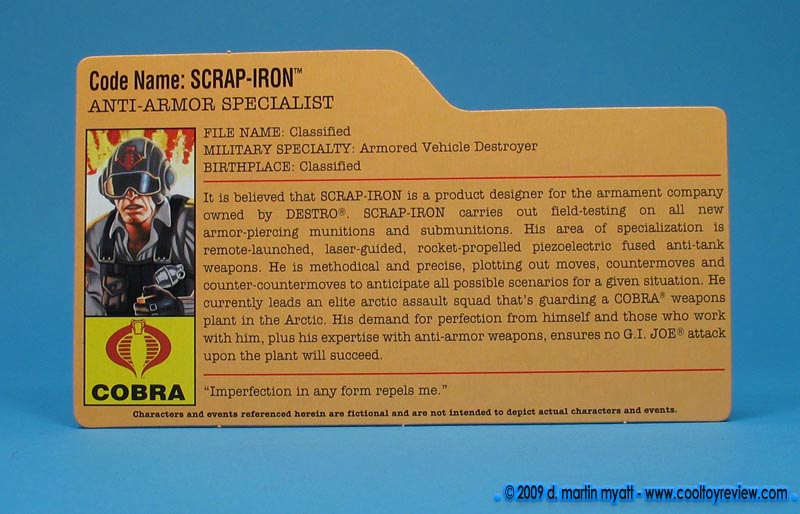 Code Name: SCRAP-IRON™
ANTI-ARMOR SPECIALIST
FILE NAME: Classified
MILITARY SPECIALTY: Armored Vehicle Destroyer
BIRTHPLACE: Classified
It is believed that SCRAP-IRON is a product designer for the armament company
owned by DESTRO®. SCRAP-IRON carries out field-testing on all new
armor-piercing munitions and submunitions. His area of specialization is
remote-launched, laser-guided, rocket-propelled piezoelectric fused anti-tank
weapons. He is methodical and precise, plotting out moves, countermoves and
counter-countermoves to anticipate all possible scenarios for a given situation. He
currently leads an elite arctic assault squad that's guarding a COBRA® weapons
plant in the Arctic. His demand for perfection from himself and those who work
with him, plus his expertise with anti-armor weapons, ensures no G.I. JOE® attack
upon the plant will succeed.
COBRA
"Imperfection in any form repels me."
Characters and events referenced herein are fictional and are not intended to depict actual characters and events.
© 2009 d. martin myatt - www.cooltoyreview.com